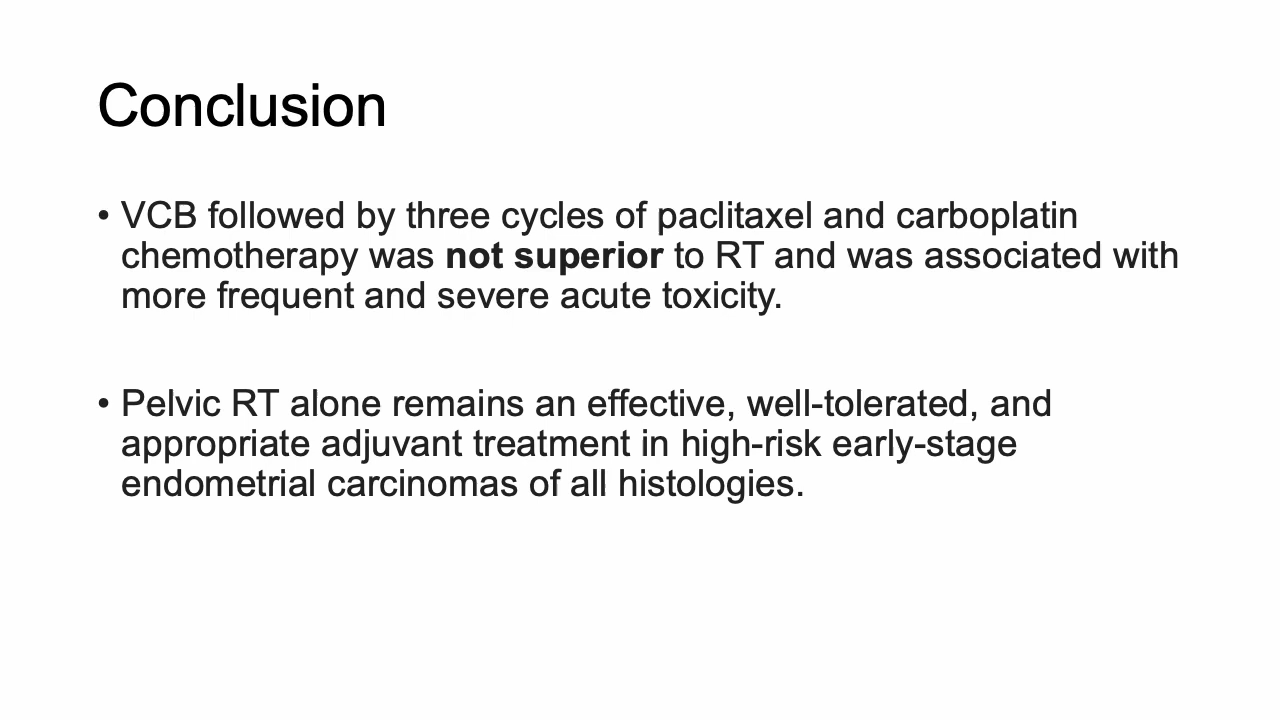 Conclusion
• VCB followed by three cycles of paclitaxel and carboplatin
chemotherapy was not superior to RT and was associated with
more frequent and severe acute toxicity.
• Pelvic RT alone remains an effective, well-tolerated, and
appropriate adjuvant treatment in high-risk early-stage
endometrial carcinomas of all histologies.